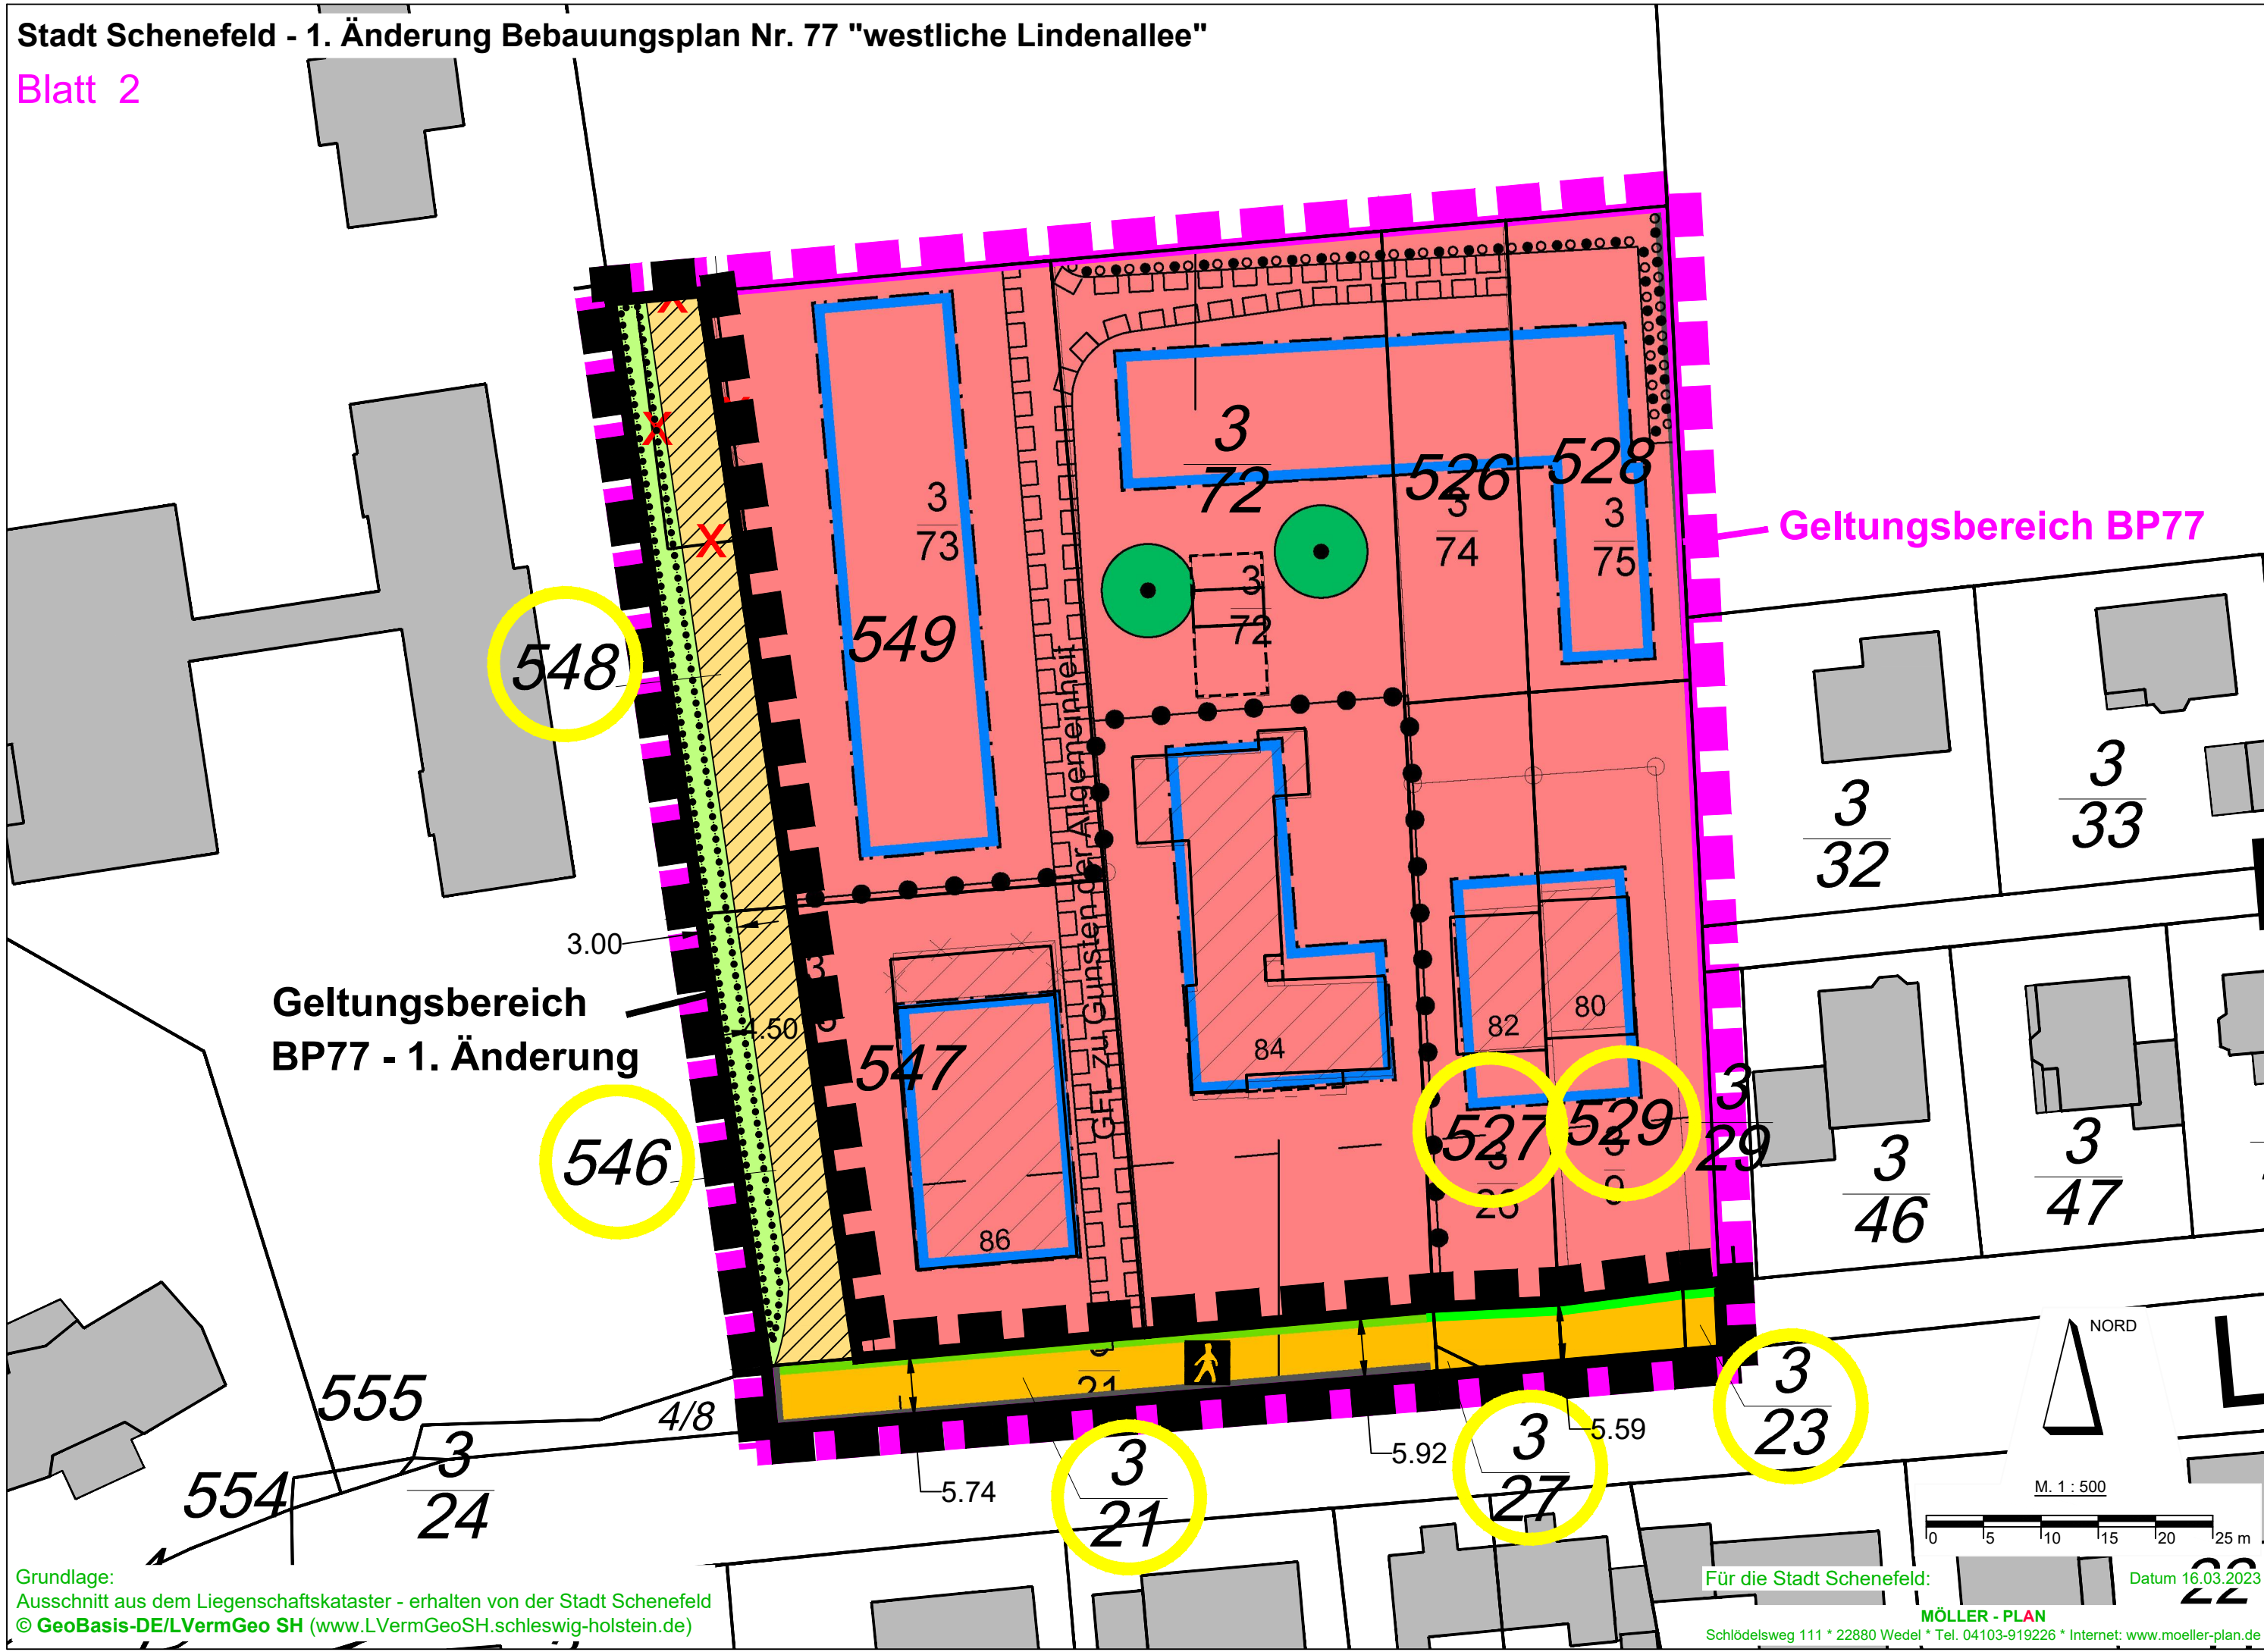 Stadt Schenefeld - 1. Änderung Bebauungsplan Nr. 77 "westliche Lindenallee"
Blatt 2
X
X
X
3
72
526
528
3
73
3
74
3
75
Geltungsbereich BP77
3
72
549
548
GFL zu Gunsten der Allgemeinheit
3
32
3
33
3.00
Geltungsbereich
BP77 - 1. Änderung
4.50
3
547
84
82
80
546
527
529
3
29
3
26
3
46
3
47
86
NORD
555
4/8
21
3
23
554
3
24
5.74
3
21
5.92
3
27
5.59
M. 1 : 500
0 5 10 15 20 25 m
22
Grundlage:
Ausschnitt aus dem Liegenschaftskataster - erhalten von der Stadt Schenefeld
© GeoBasis-DE/LVermGeo SH (www.LVermGeoSH.schleswig-holstein.de)
Für die Stadt Schenefeld:
Datum 16.03.2023
MÖLLER - PLAN
Schlödelsweg 111 * 22880 Wedel * Tel. 04103-919226 * Internet: www.moeller-plan.de